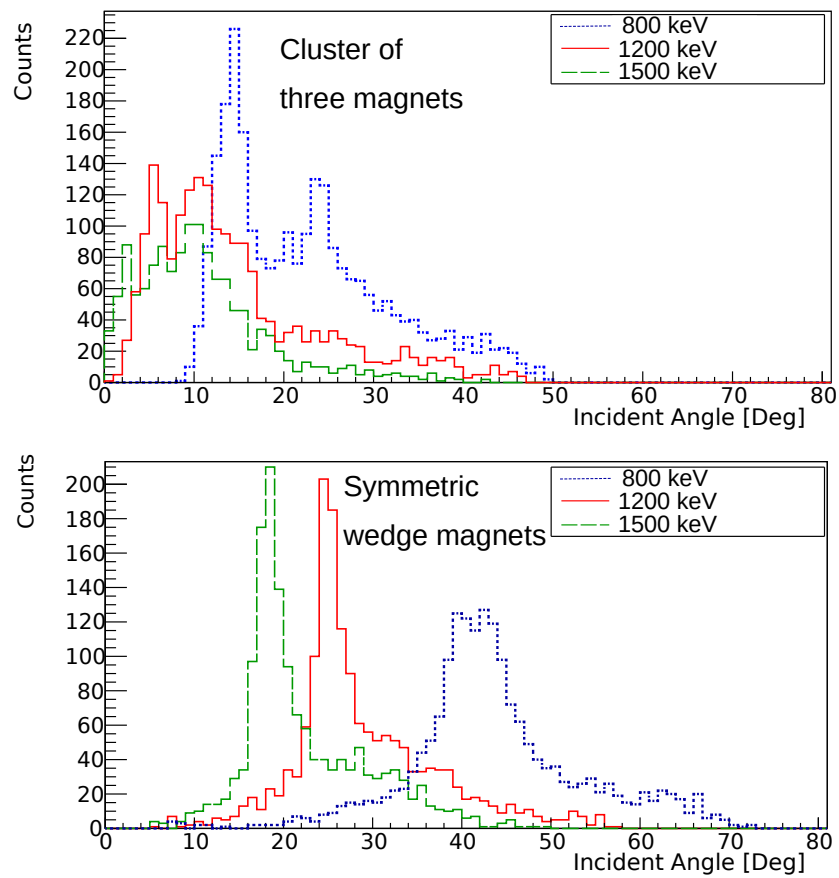 Counts
220
200
180
160
140
120
100
80
60
40
20
0
Cluster of
three magnets
800 keV
1200 keV
1500 keV
0 10 20 30 40 50 60 70 80
Incident Angle [Deg]
Counts
200
180
160
140
120
100
80
60
40
20
0
Symmetric
wedge magnets
800 keV
1200 keV
1500 keV
0 10 20 30 40 50 60 70 80
Incident Angle [Deg]